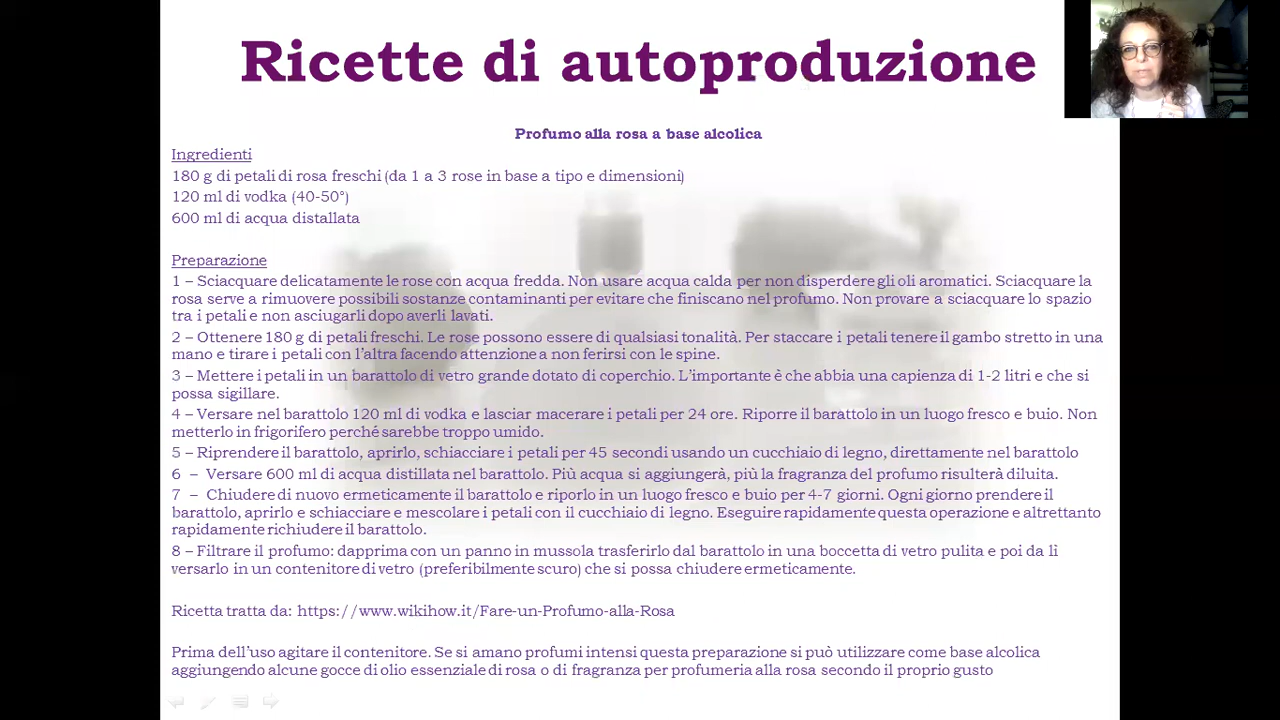 Ricette di autoproduzione
Profumo alla rosa a base alcolica
Ingredienti
180 g di petali di rosa freschi (da 1 a 3 rose in base a tipo e dimensioni)
120 ml di vodka (40-50°)
600 ml di acqua distallata
Preparazione
1 – Sciacquare delicatamente le rose con acqua fredda. Non usare acqua calda per non disperdere gli oli aromatici. Sciacquare la
rosa serve a rimuovere possibili sostanze contaminanti per evitare che finiscano nel profumo. Non provare a sciacquare lo spazio
tra i petali e non asciugarli dopo averli lavati.
2 – Ottenere 180 g di petali freschi. Le rose possono essere di qualsiasi tonalità. Per staccare i petali tenere il gambo stretto in una
mano e tirare i petali con l'altra facendo attenzione a non ferirsi con le spine.
3 – Mettere i petali in un barattolo di vetro grande dotato di coperchio. L'importante è che abbia una capienza di 1-2 litri e che si
possa sigillare.
4 – Versare nel barattolo 120 ml di vodka e lasciar macerare i petali per 24 ore. Riporre il barattolo in un luogo fresco e buio. Non
metterlo in frigorifero perché sarebbe troppo umido.
5 – Riprendere il barattolo, aprirlo, schiacciare i petali per 45 secondi usando un cucchiaio di legno, direttamente nel barattolo
6 – Versare 600 ml di acqua distillata nel barattolo. Più acqua si aggiungerà, più la fragranza del profumo risulterà diluita.
7 – Chiudere di nuovo ermeticamente il barattolo e riporlo in un luogo fresco e buio per 4-7 giorni. Ogni giorno prendere il
barattolo, aprirlo e schiacciare e mescolare i petali con il cucchiaio di legno. Eseguire rapidamente questa operazione e altrettanto
rapidamente richiudere il barattolo.
8 – Filtrare il profumo: dapprima con un panno in mussola trasferirlo dal barattolo in una boccetta di vetro pulita e poi da lì
versarlo in un contenitore di vetro (preferibilmente scuro) che si possa chiudere ermeticamente.
Ricetta tratta da: https://www.wikihow.it/Fare-un-Profumo-alla-Rosa
Prima dell'uso agitare il contenitore. Se si amano profumi intensi questa preparazione si può utilizzare come base alcolica
aggiungendo alcune gocce di olio essenziale di rosa o di fragranza per profumeria alla rosa secondo il proprio gusto